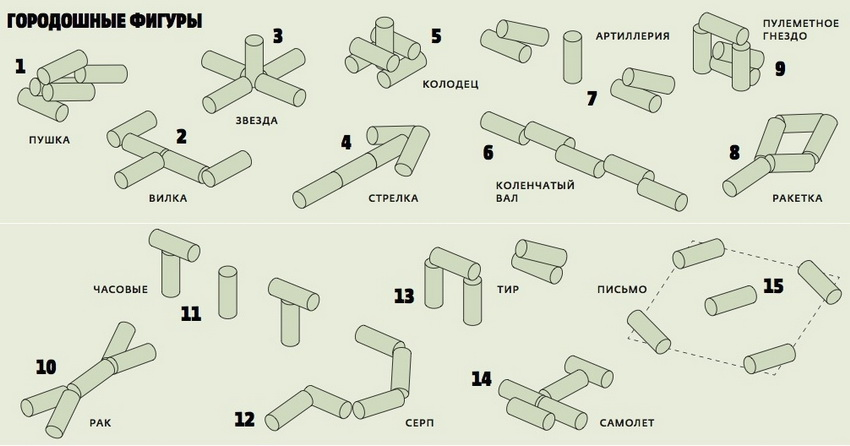 ГОРОДОШНЫЕ ФИГУРЫ
1
ПУШКА
2
ВИЛКА
3
ЗВЕЗДА
4
СТРЕЛКА
5
КОЛОДЕЦ
6
КОЛЕНЧАТЫЙ
ВАЛ
АРТИЛЛЕРИЯ
7
8
РАКЕТКА
ПУЛЕМЕТНОЕ
ГНЕЗДО
9
10
РАК
ЧАСОВЫЕ
11
12
СЕРП
13
ТИР
14
САМОЛЕТ
ПИСЬМО
15